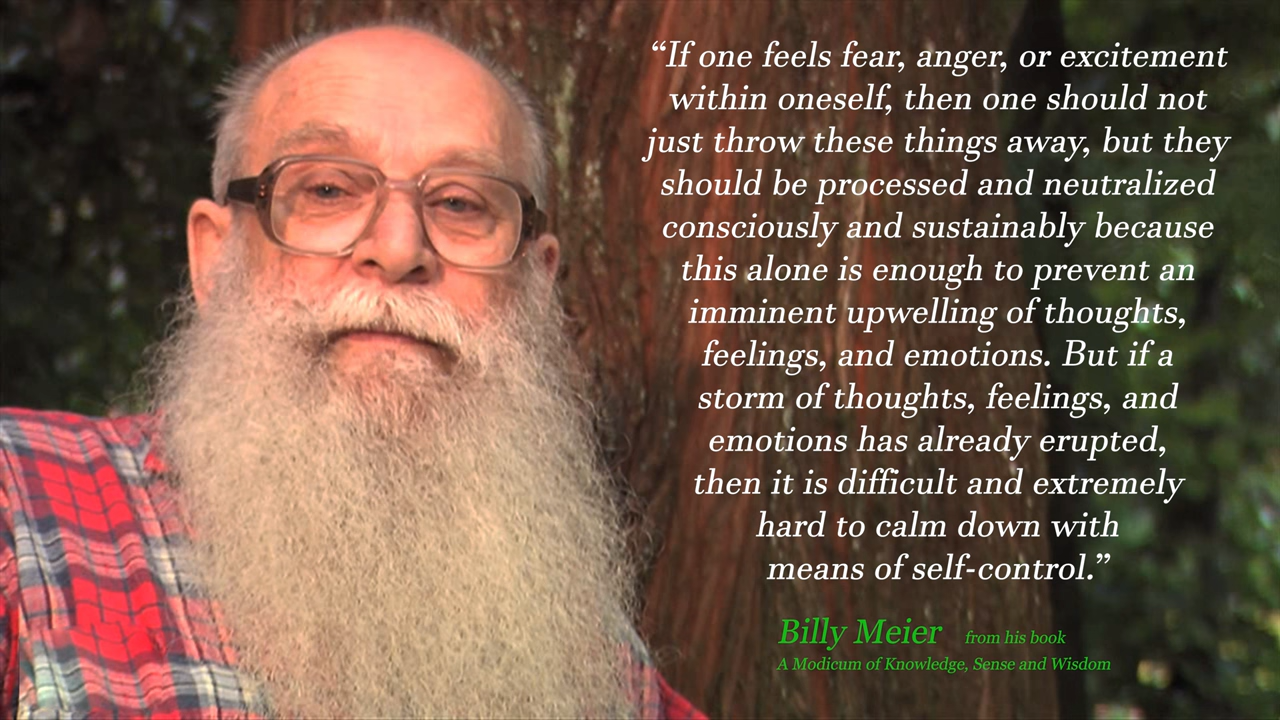 “If one feels fear, anger, or excitement
within oneself, then one should not
just throw these things away, but they
should be processed and neutralized
consciously and sustainably because
this alone is enough to prevent an
imminent upwelling of thoughts,
feelings, and emotions. But if a
storm of thoughts, feelings, and
emotions has already erupted,
then it is difficult and extremely
hard to calm down with
means of self-control.”
Billy Meier from his book
A Modicum of Knowledge, Sense and Wisdom